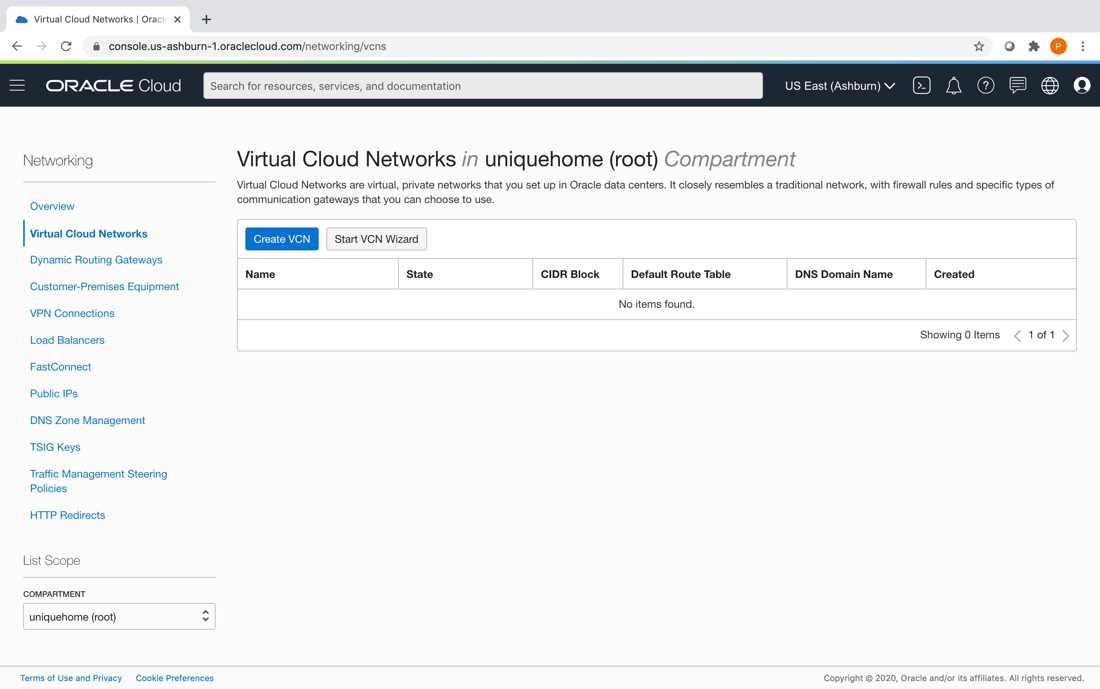 Virtual Cloud Networks | Oracl
console.us-ashburn-1.oraclecloud.com/networking/vcns
P
ORACLE Cloud
Search for resources, services, and documentation
US East (Ashburn)
Networking
Overview
Virtual Cloud Networks
Dynamic Routing Gateways
Customer-Premises Equipment
VPN Connections
Load Balancers
FastConnect
Public IPs
DNS Zone Management
TSIG Keys
Traffic Management Steering
Policies
HTTP Redirects
List Scope
COMPARTMENT
uniquehome (root)
Virtual Cloud Networks in uniquehome (root) Compartment
Virtual Cloud Networks are virtual, private networks that you set up in Oracle data centers. It closely resembles a traditional network, with firewall rules and specific types of
communication gateways that you can choose to use.
Create VCN Start VCN Wizard
Name State CIDR Block Default Route Table DNS Domain Name Created
No items found.
Showing 0 Items 1 of 1
Terms of Use and Privacy Cookie Preferences
Copyright © 2020, Oracle and/or its affiliates. All rights reserved.